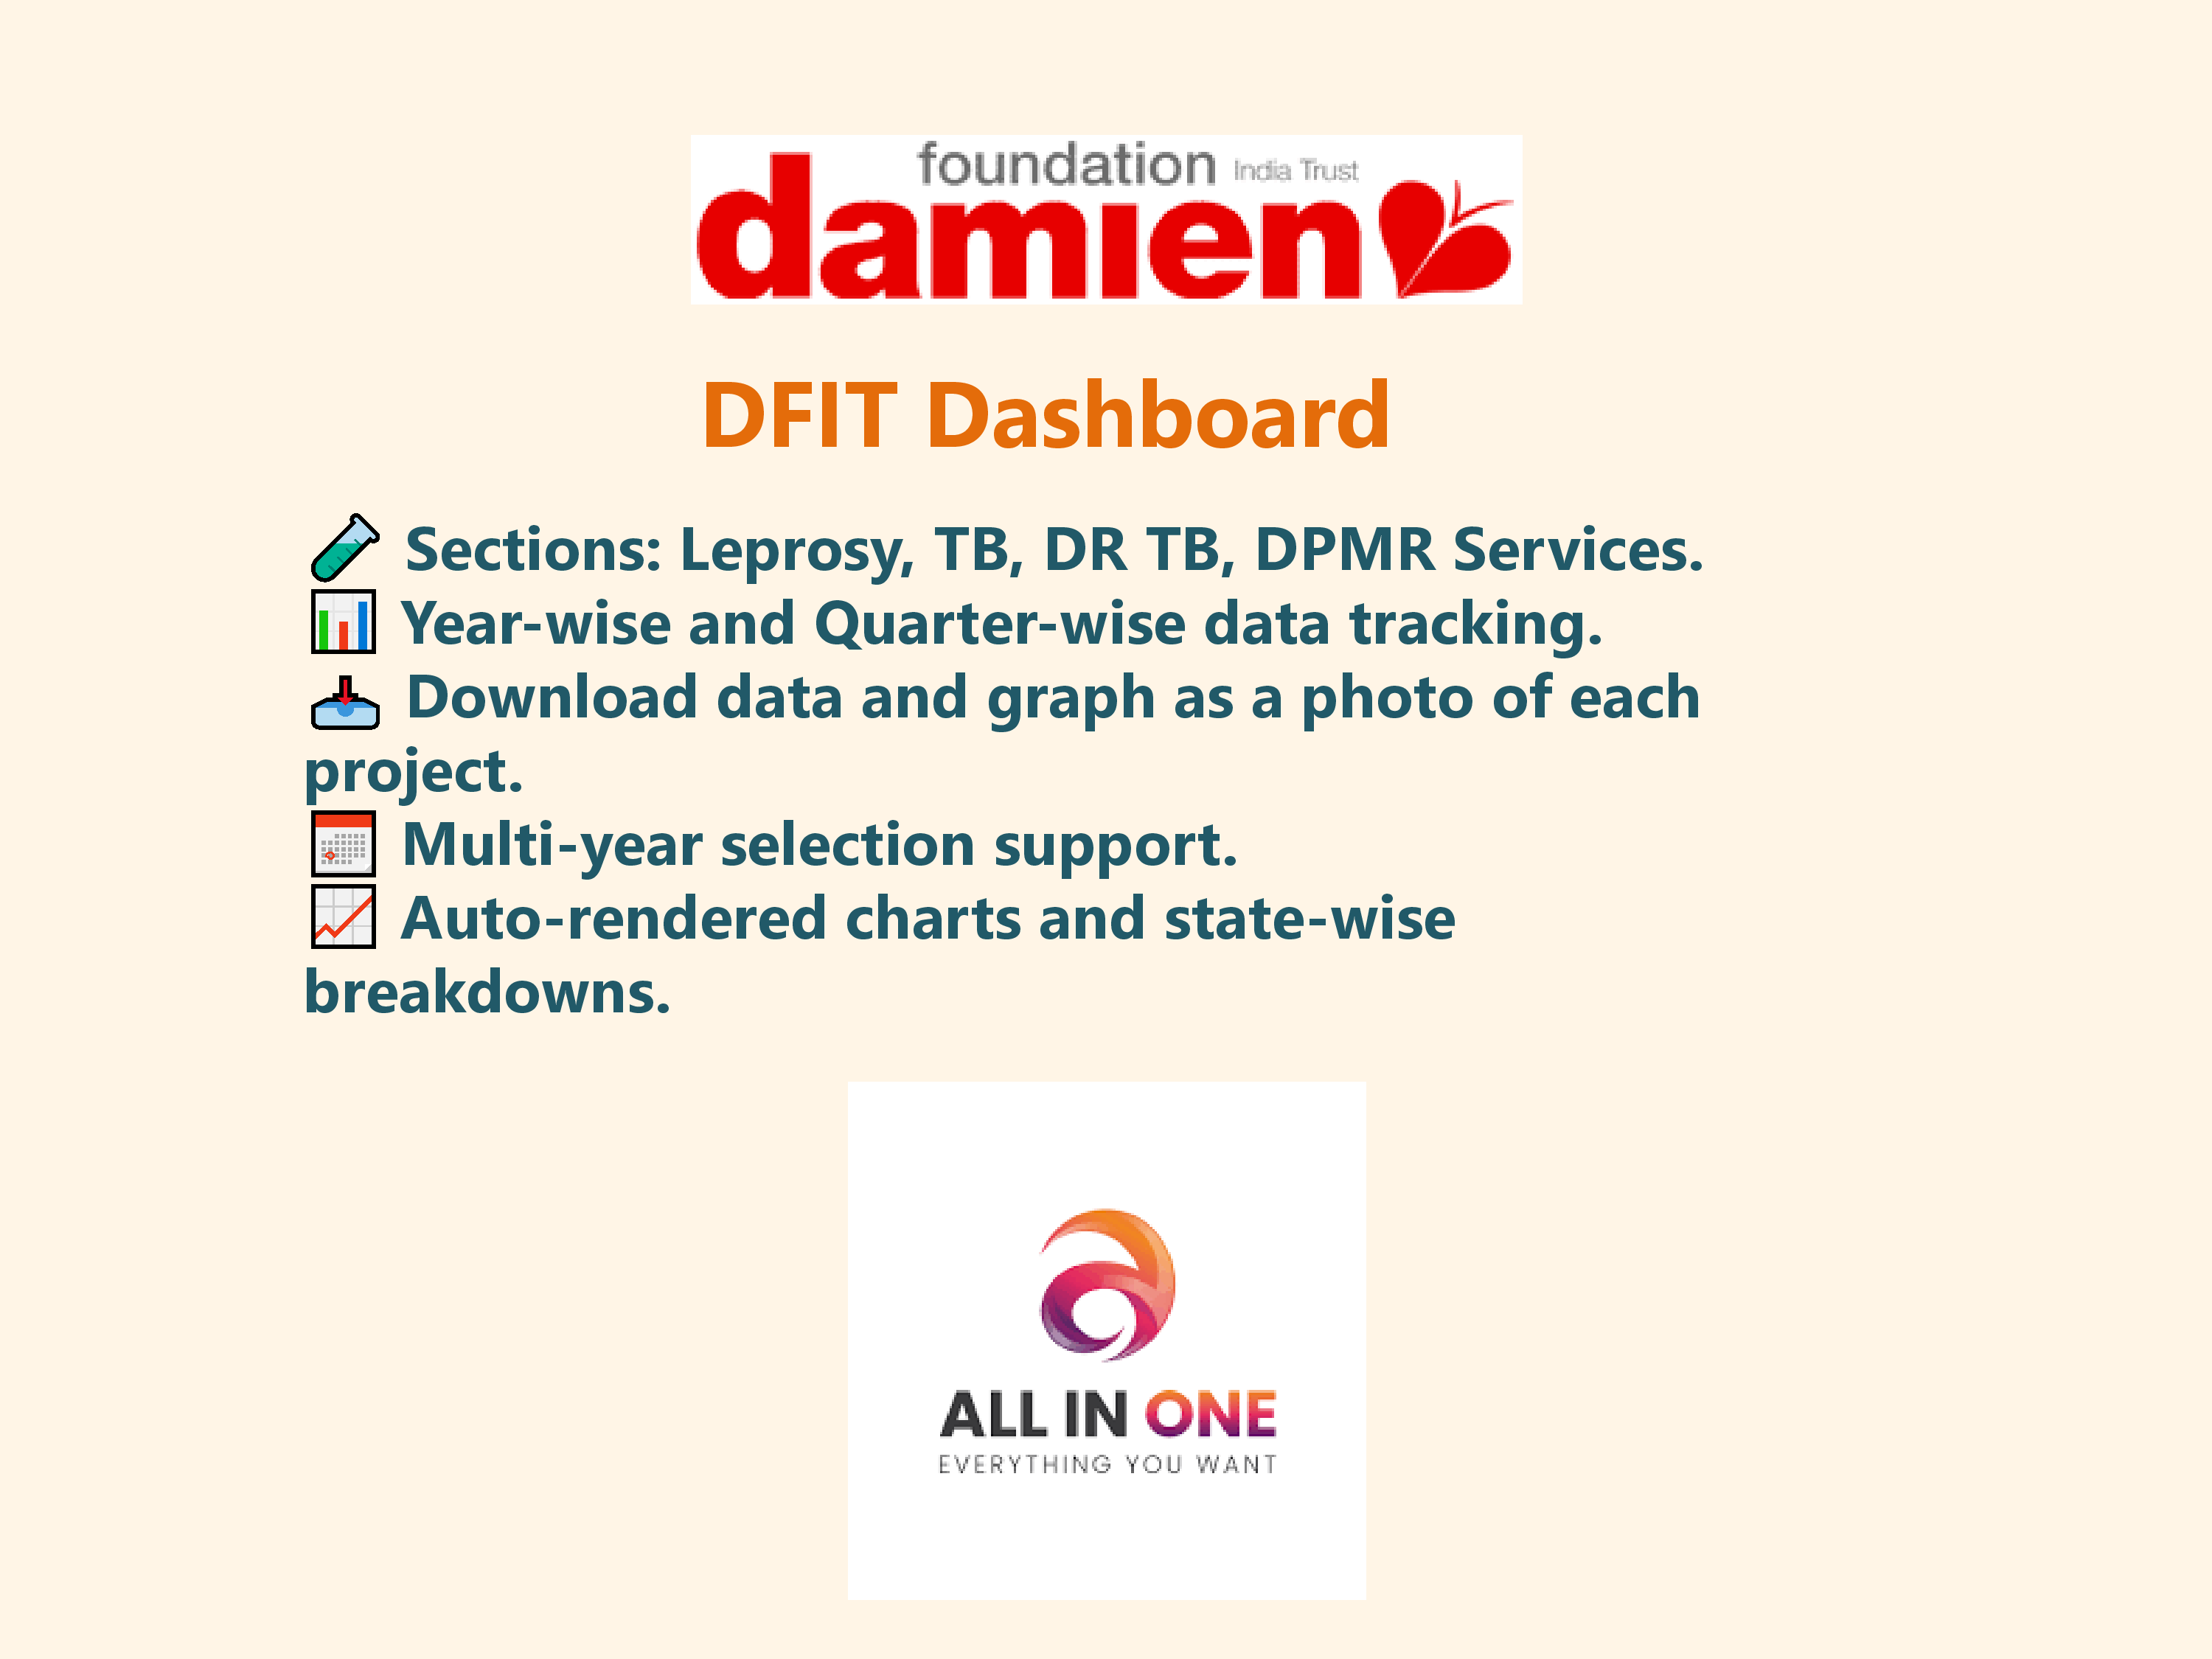 foundation India Trust
damien
DFIT Dashboard
Sections: Leprosy, TB, DR TB, DPMR Services.
Year-wise and Quarter-wise data tracking.
Download data and graph as a photo of each
project.
Multi-year selection support.
Auto-rendered charts and state-wise
breakdowns.
ALL IN ONE
EVERYTHING YOU WANT